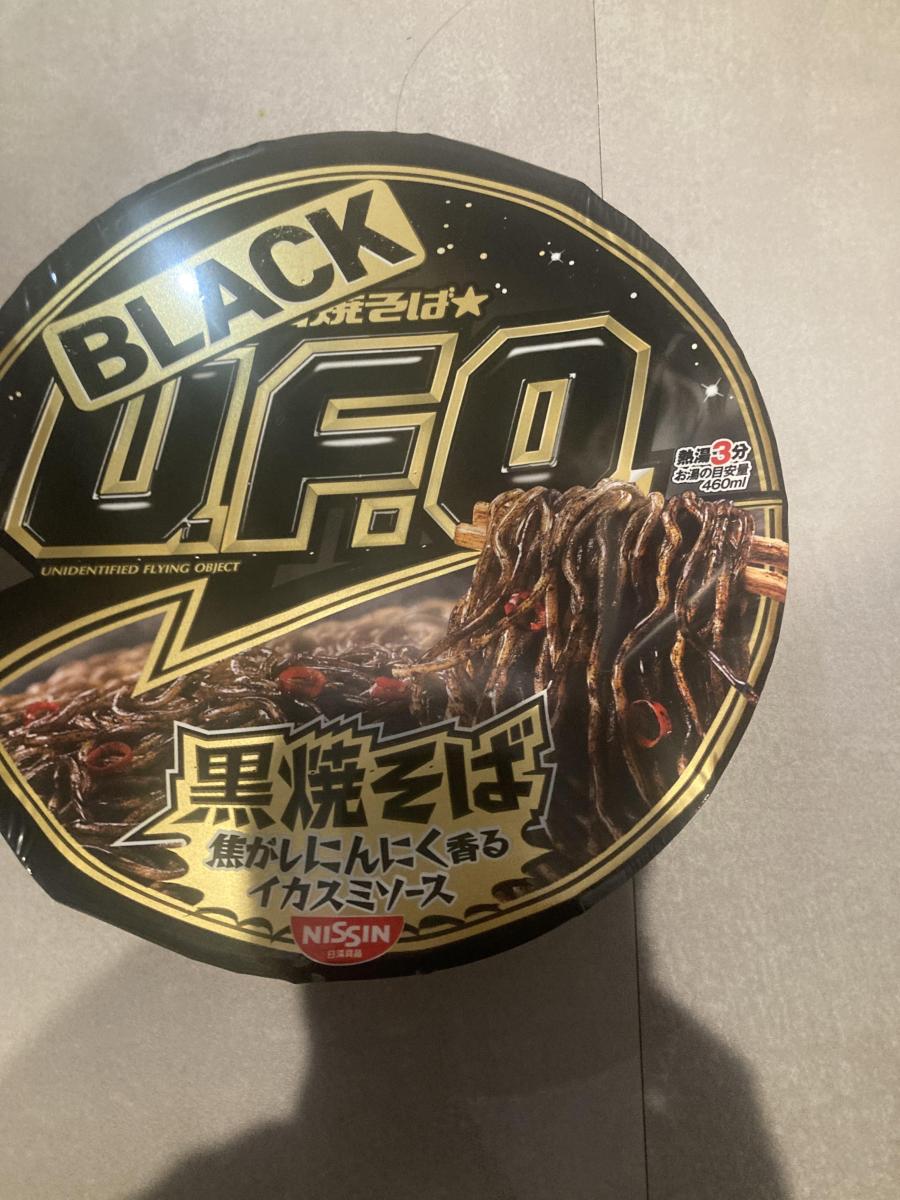 BLACK
焼そば★
U.F.O.
UNIDENTIFIED FLYING OBJECT
熱湯3分
お湯の目安量
460ml
黒焼そば
焦がしにんにく香る
イカスミソース
NISSIN
日清食品